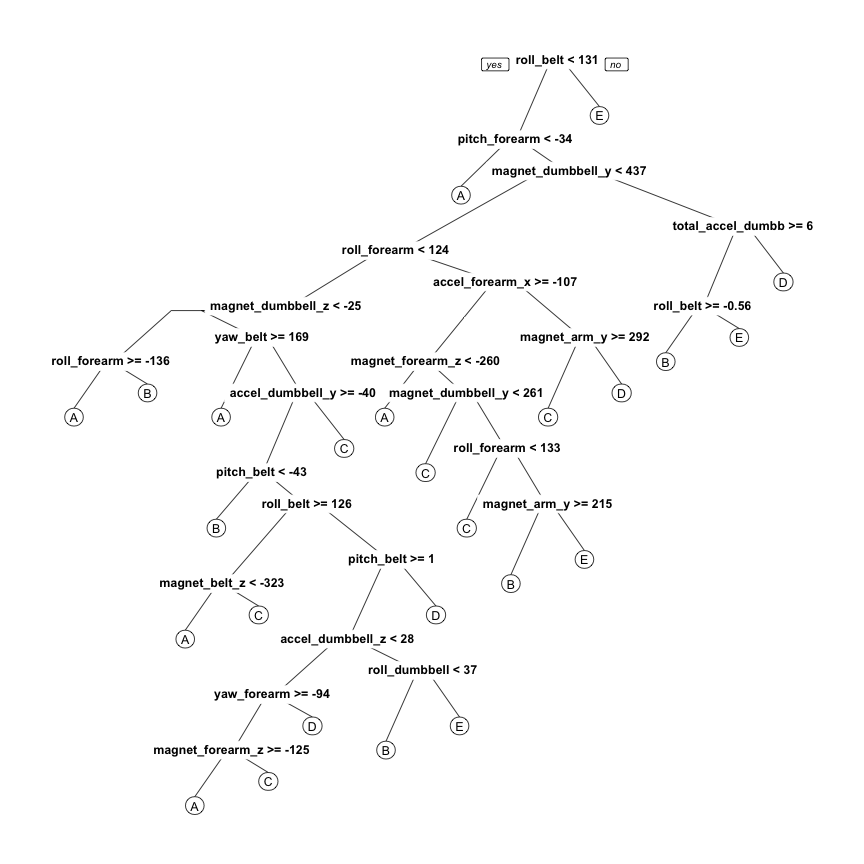 yes roll_belt < 131 no
E
pitch_forearm < -34
magnet_dumbbell_y < 437
A
total_accel_dumbb >= 6
roll_forearm < 124
accel_forearm_x >= -107
D
magnet_dumbbell_z < -25
roll_belt >= -0.56
yaw_belt >= 169
magnet_arm_y >= 292
E
roll_forearm >= -136
magnet_forearm_z < -260
B
B
accel_dumbbell_y >= -40
magnet_dumbbell_y < 261
D
A
A
A
C
C
roll_forearm < 133
pitch_belt < -43
C
roll_belt >= 126
magnet_arm_y >= 215
B
C
pitch_belt >= 1
E
magnet_belt_z < -323
B
C
D
A
accel_dumbbell_z < 28
roll_dumbbell < 37
yaw_forearm >= -94
D
E
magnet_forearm_z >= -125
B
C
A